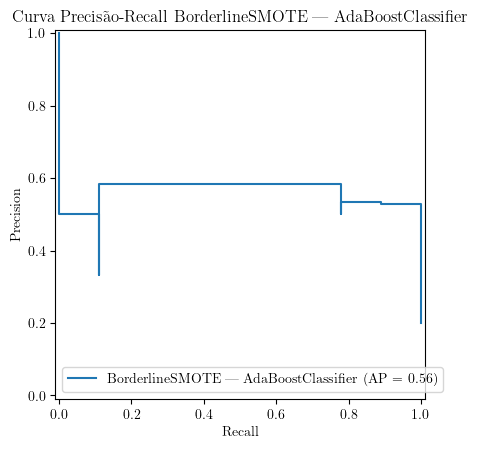 Curva Precisão-Recall BorderlineSMOTE — AdaBoostClassifier
1.0
0.8
0.6
0.4
0.2
0.0
Precision
BorderlineSMOTE — AdaBoostClassifier (AP = 0.56)
0.0 0.2 0.4 0.6 0.8 1.0
Recall